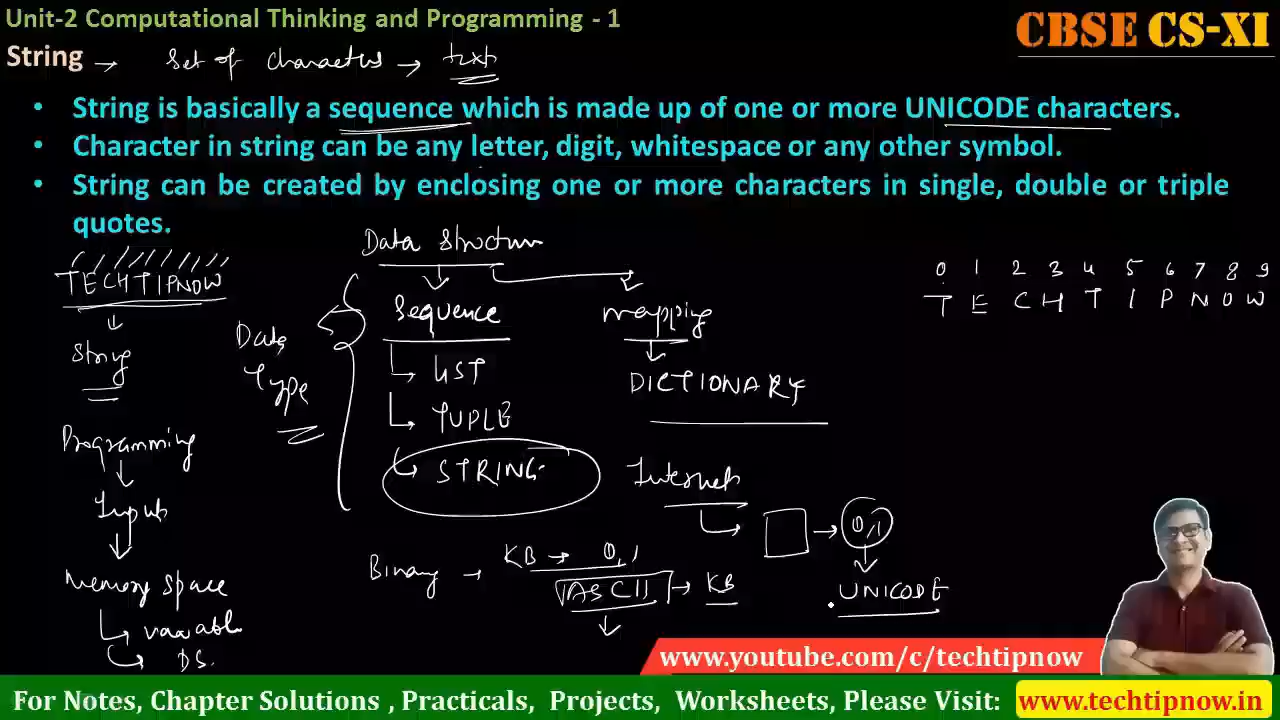 Unit-2 Computational Thinking and Programming - 1
CBSE CS-XI
String → Set of characters → text
• String is basically a sequence which is made up of one or more UNICODE characters.
• Character in string can be any letter, digit, whitespace or any other symbol.
• String can be created by enclosing one or more characters in single, double or triple
quotes.
Data Structure
TECHTIPNOW
String
Programming
Input
Memory Space
variable
DS.
Data
Type
Sequence
LIST
TUPLE
STRING
mapping
DICTIONARY
0 1 2 3 4 5 6 7 8 9
T E C H T I P N O W
Internet
→ 0,1
UNICODE
Binary → KB → 0,1
ASCII → KB
www.youtube.com/c/techtipnow
For Notes, Chapter Solutions , Practicals, Projects, Worksheets, Please Visit: www.techtipnow.in